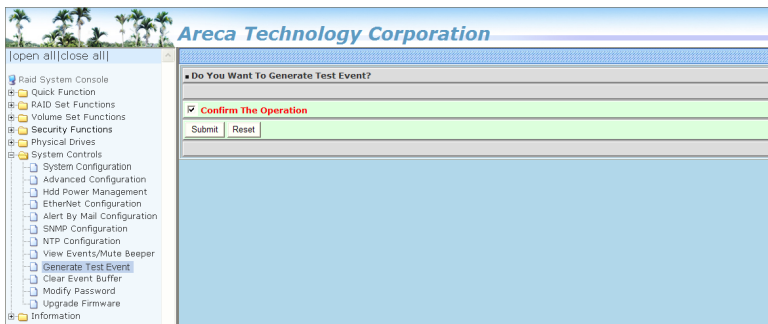 Areca Technology Corporation
|open all|close all|
Raid System Console
Quick Function
RAID Set Functions
Volume Set Functions
Security Functions
Physical Drives
System Controls
System Configuration
Advanced Configuration
Hdd Power Management
EtherNet Configuration
Alert By Mail Configuration
SNMP Configuration
NTP Configuration
View Events/Mute Beeper
Generate Test Event
Clear Event Buffer
Modify Password
Upgrade Firmware
Information
Do You Want To Generate Test Event?
Confirm The Operation
Submit Reset